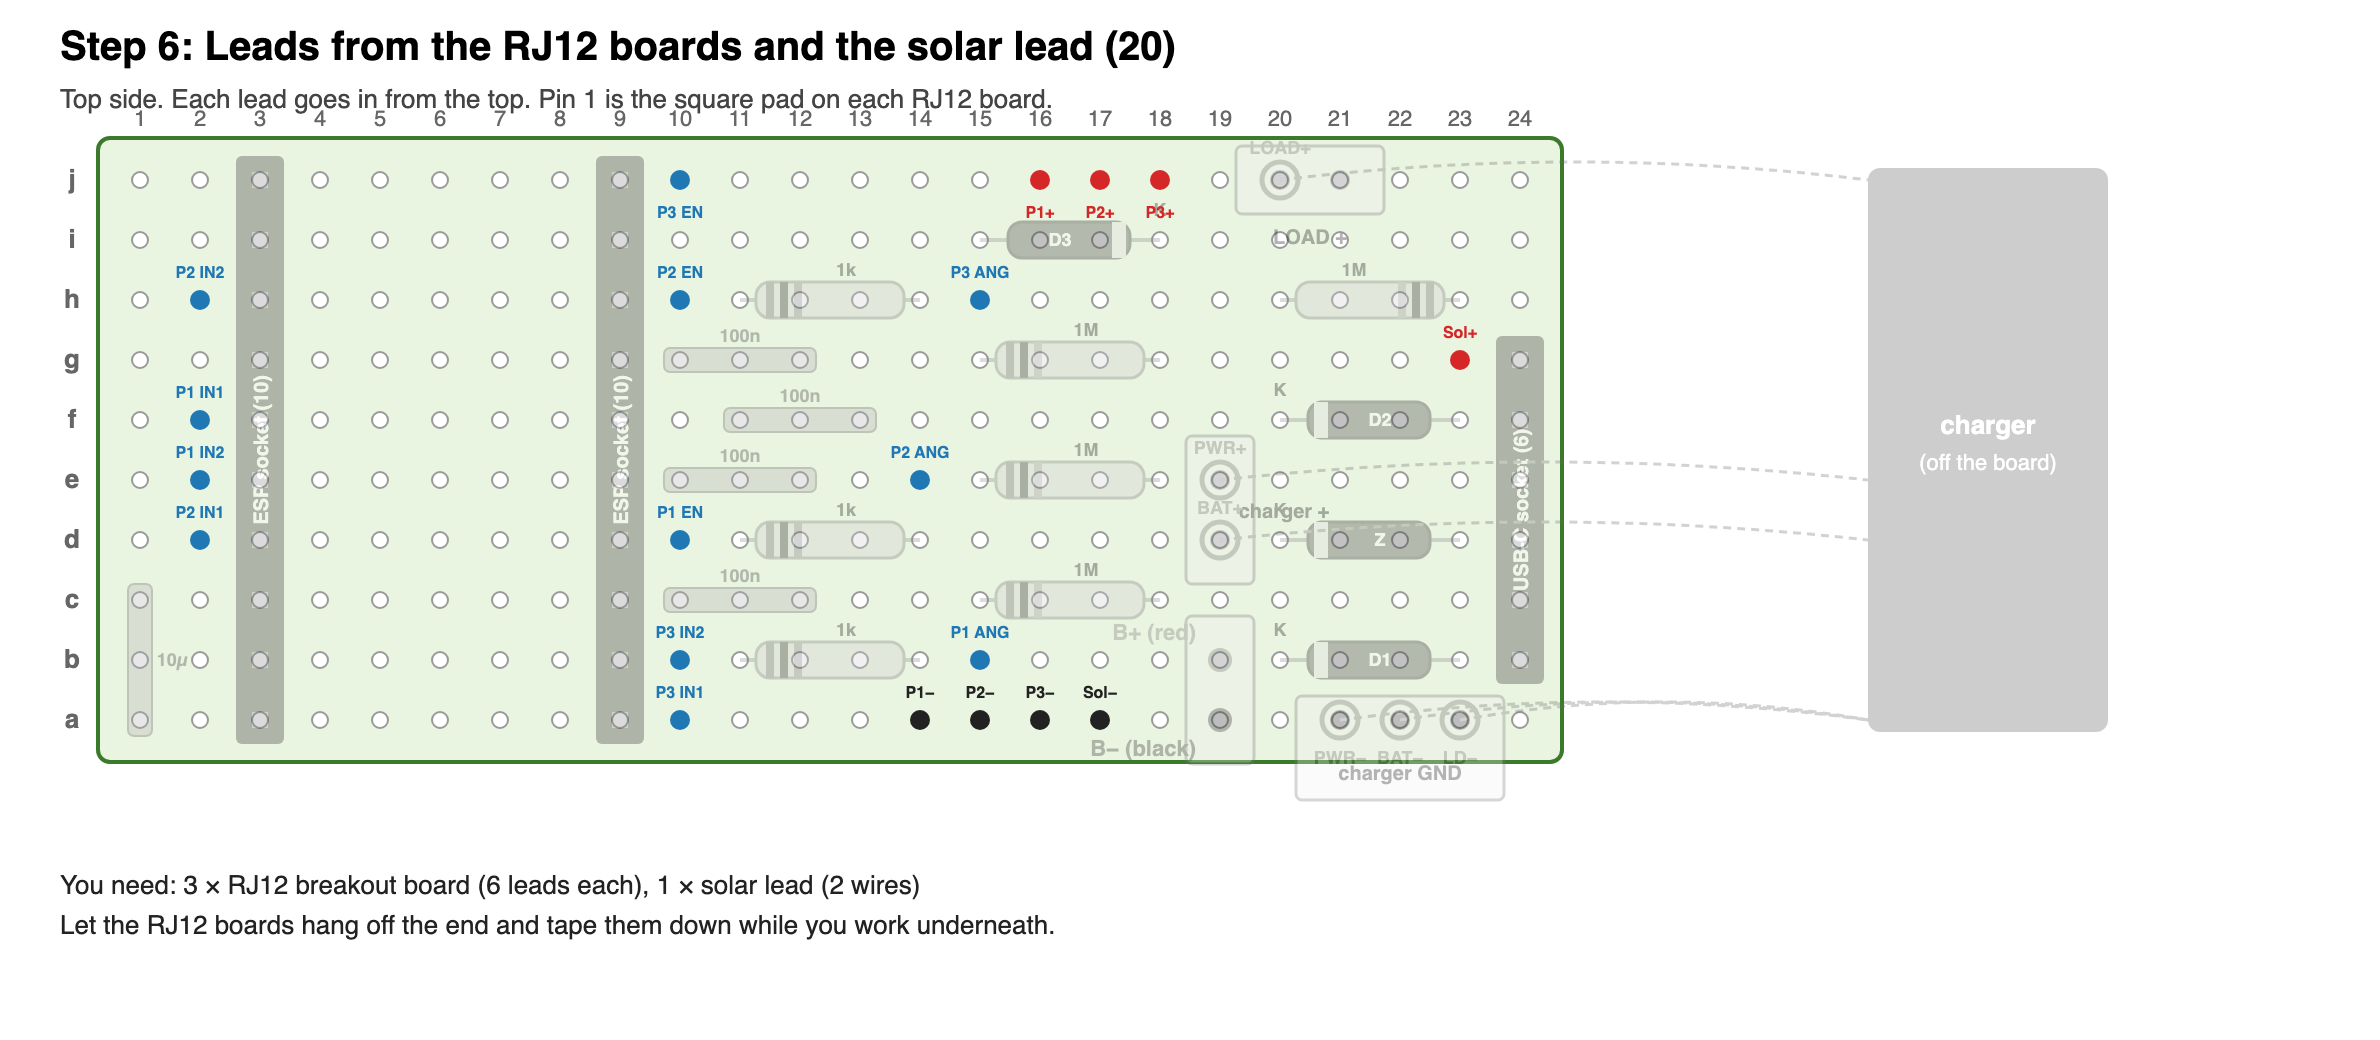 Step 6: Leads from the RJ12 boards and the solar lead (20)
Top side. Each lead goes in from the top. Pin 1 is the square pad on each RJ12 board.
1 2 3 4 5 6 7 8 9 10 11 12 13 14 15 16 17 18 19 20 21 22 23 24
LOAD+
j
P3 EN P1+ P2+ P3+ K
i D3 LOAD +
P2 IN2 P2 EN 1k P3 ANG 1M
h
100n 1M Sol+
g
P1 IN1 100n K
f D2
P1 IN2 100n P2 ANG 1M PWR+
e
P2 IN1 P1 EN 1k BAT+ charger + K
d Z
100n 1M
c
P3 IN2 1k P1 ANG B+ (red) K
b 10µ D1
P3 IN1 P1– P2– P3– Sol–
a
B– (black) PWR– BAT– LD–
charger GND
ESP socket (10)
ESP socket (10)
USB-C socket (6)
charger
(off the board)
You need: 3 × RJ12 breakout board (6 leads each), 1 × solar lead (2 wires)
Let the RJ12 boards hang off the end and tape them down while you work underneath.